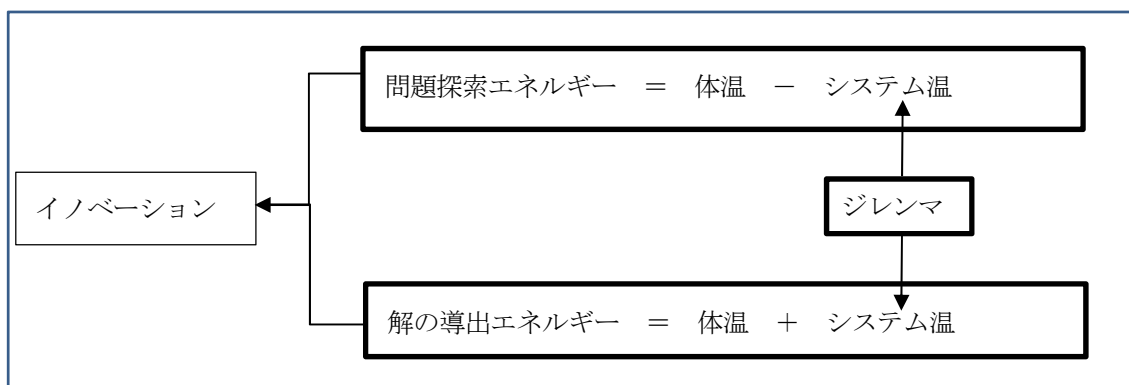 問題探索エネルギー ＝ 体温 － システム温
イノベーション
ジレンマ
解の導出エネルギー ＝ 体温 ＋ システム温